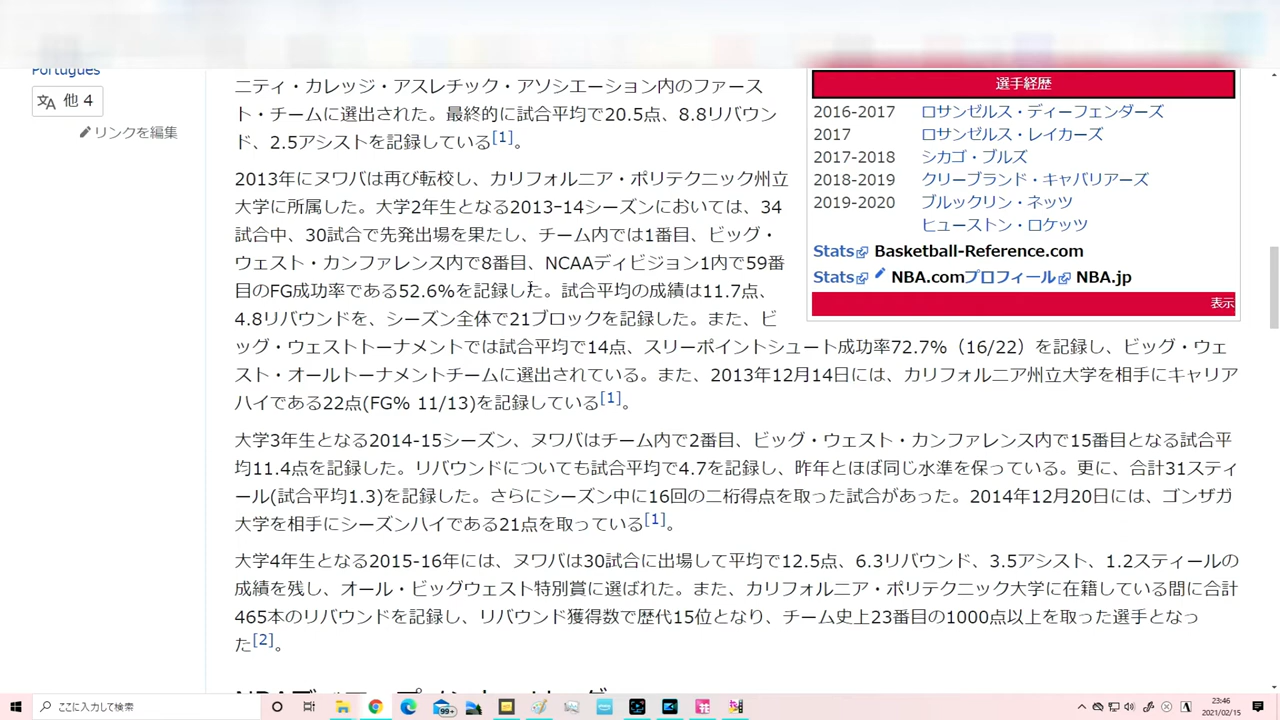 Português
他 4
リンクを編集
ニティ・カレッジ・アスレチック・アソシエーション内のファース
ト・チームに選出された。最終的に試合平均で20.5点、8.8リバウン
ド、2.5アシストを記録している[1]。
2013年にヌワバは再び転校し、カリフォルニア・ポリテクニック州立
大学に所属した。大学2年生となる2013-14シーズンにおいては、34
試合中、30試合で先発出場を果たし、チーム内では1番目、ビッグ・
ウェスト・カンファレンス内で8番目、NCAAディビジョン1内で59番
目のFG成功率である52.6%を記録した。試合平均の成績は11.7点、
4.8リバウンドを、シーズン全体で21ブロックを記録した。また、ビ
ッグ・ウェストトーナメントでは試合平均で14点、スリーポイントシュート成功率72.7%（16/22）を記録し、ビッグ・ウェ
スト・オールトーナメントチームに選出されている。また、2013年12月14日には、カリフォルニア州立大学を相手にキャリア
ハイである22点(FG% 11/13)を記録している[1]。
大学3年生となる2014-15シーズン、ヌワバはチーム内で2番目、ビッグ・ウェスト・カンファレンス内で15番目となる試合平
均11.4点を記録した。リバウンドについても試合平均で4.7を記録し、昨年とほぼ同じ水準を保っている。更に、合計31スティ
ール(試合平均1.3)を記録した。さらにシーズン中に16回の二桁得点を取った試合があった。2014年12月20日には、ゴンザガ
大学を相手にシーズンハイである21点を取っている[1]。
大学4年生となる2015-16年には、ヌワバは30試合に出場して平均で12.5点、6.3リバウンド、3.5アシスト、1.2スティールの
成績を残し、オール・ビッグウェスト特別賞に選ばれた。また、カリフォルニア・ポリテクニック大学に在籍している間に合計
465本のリバウンドを記録し、リバウンド獲得数で歴代15位となり、チーム史上23番目の1000点以上を取った選手となっ
た[2]。
選手経歴
2016-2017 ロサンゼルス・ディーフェンダーズ
2017 ロサンゼルス・レイカーズ
2017-2018 シカゴ・ブルズ
2018-2019 クリーブランド・キャバリアーズ
2019-2020 ブルックリン・ネッツ
ヒューストン・ロケッツ
Stats Basketball-Reference.com
Stats NBA.comプロフィール NBA.jp
表示
ここに入力して検索
99+
A
23:46
2021/02/15